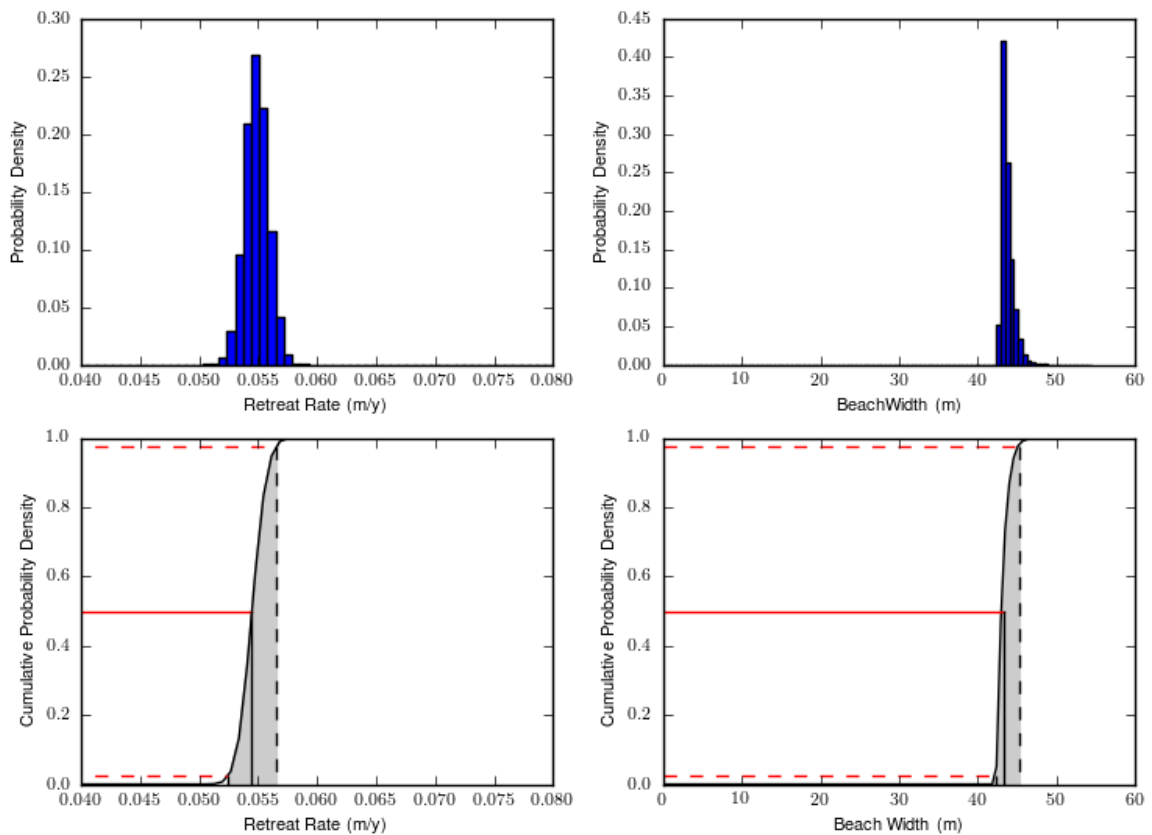 0.30
0.25
0.20
0.15
0.10
0.05
0.00
Probability Density
0.040 0.045 0.050 0.055 0.060 0.065 0.070 0.075 0.080
Retreat Rate (m/y)
0.45
0.40
0.35
0.30
0.25
0.20
0.15
0.10
0.05
0.00
Probability Density
0 10 20 30 40 50 60
BeachWidth (m)
1.0
0.8
0.6
0.4
0.2
0.0
Cumulative Probability Density
0.040 0.045 0.050 0.055 0.060 0.065 0.070 0.075 0.080
Retreat Rate (m/y)
1.0
0.8
0.6
0.4
0.2
0.0
Cumulative Probability Density
0 10 20 30 40 50 60
Beach Width (m)